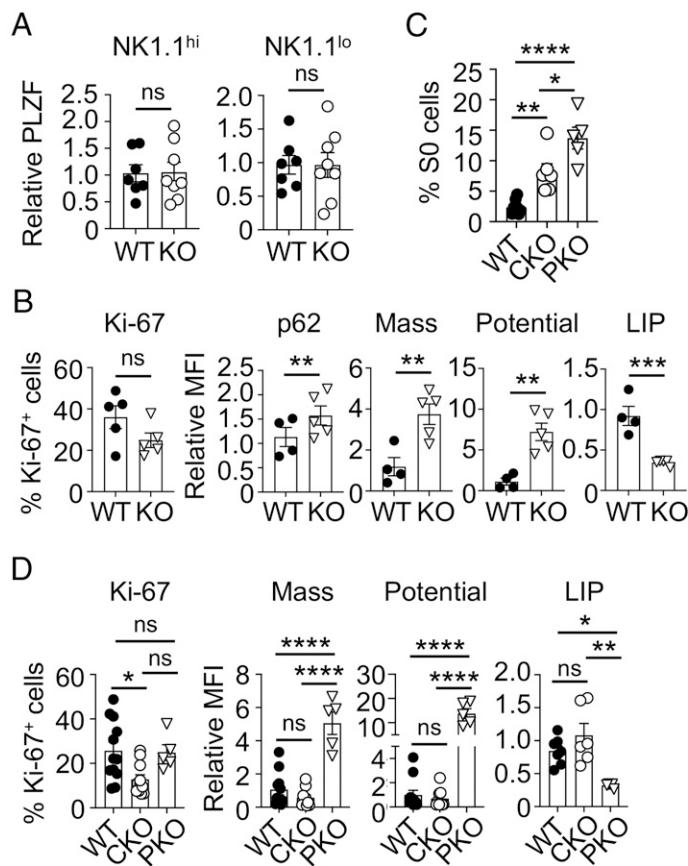 A
NK1.1hi
NK1.1lo
Relative PLZF
2.5
2.0
1.5
1.0
0.5
0
ns
WT KO
2.0
1.5
1.0
0.5
0
ns
WT KO
C
% S0 cells
25
20
15
10
5
0
****
**
*
WT
CKO
PKO
B
Ki-67
% Ki-67+ cells
60
40
20
0
ns
WT KO
p62
Relative MFI
2.5
2.0
1.5
1.0
0.5
0
**
WT KO
Mass
6
4
2
0
**
WT KO
Potential
15
10
5
0
**
WT KO
LIP
1.5
1.0
0.5
0
***
WT KO
D
Ki-67
% Ki-67+ cells
60
40
20
0
ns
*
ns
WT
CKO
PKO
Mass
Relative MFI
8
6
4
2
0
****
****
ns
WT
CKO
PKO
Potential
30
20
10
4
2
0
****
****
ns
WT
CKO
PKO
LIP
2.0
1.5
1.0
0.5
0
*
**
ns
WT
CKO
PKO